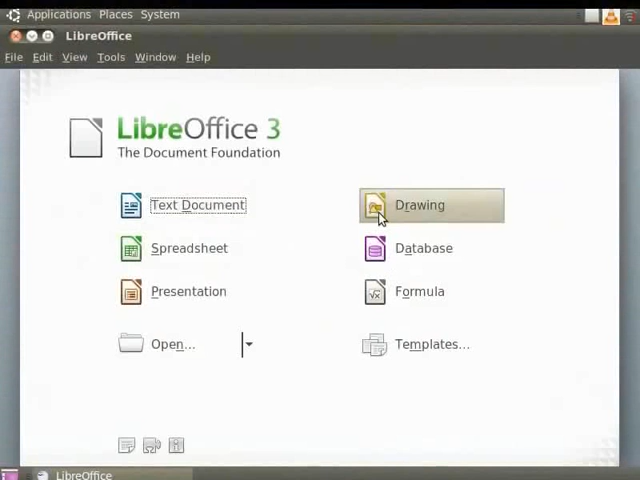 Applications Places System
LibreOffice
File Edit View Tools Window Help
LibreOffice 3
The Document Foundation
Text Document
Drawing
Spreadsheet
Database
Presentation
Formula
Open...
Templates...
LibreOffice